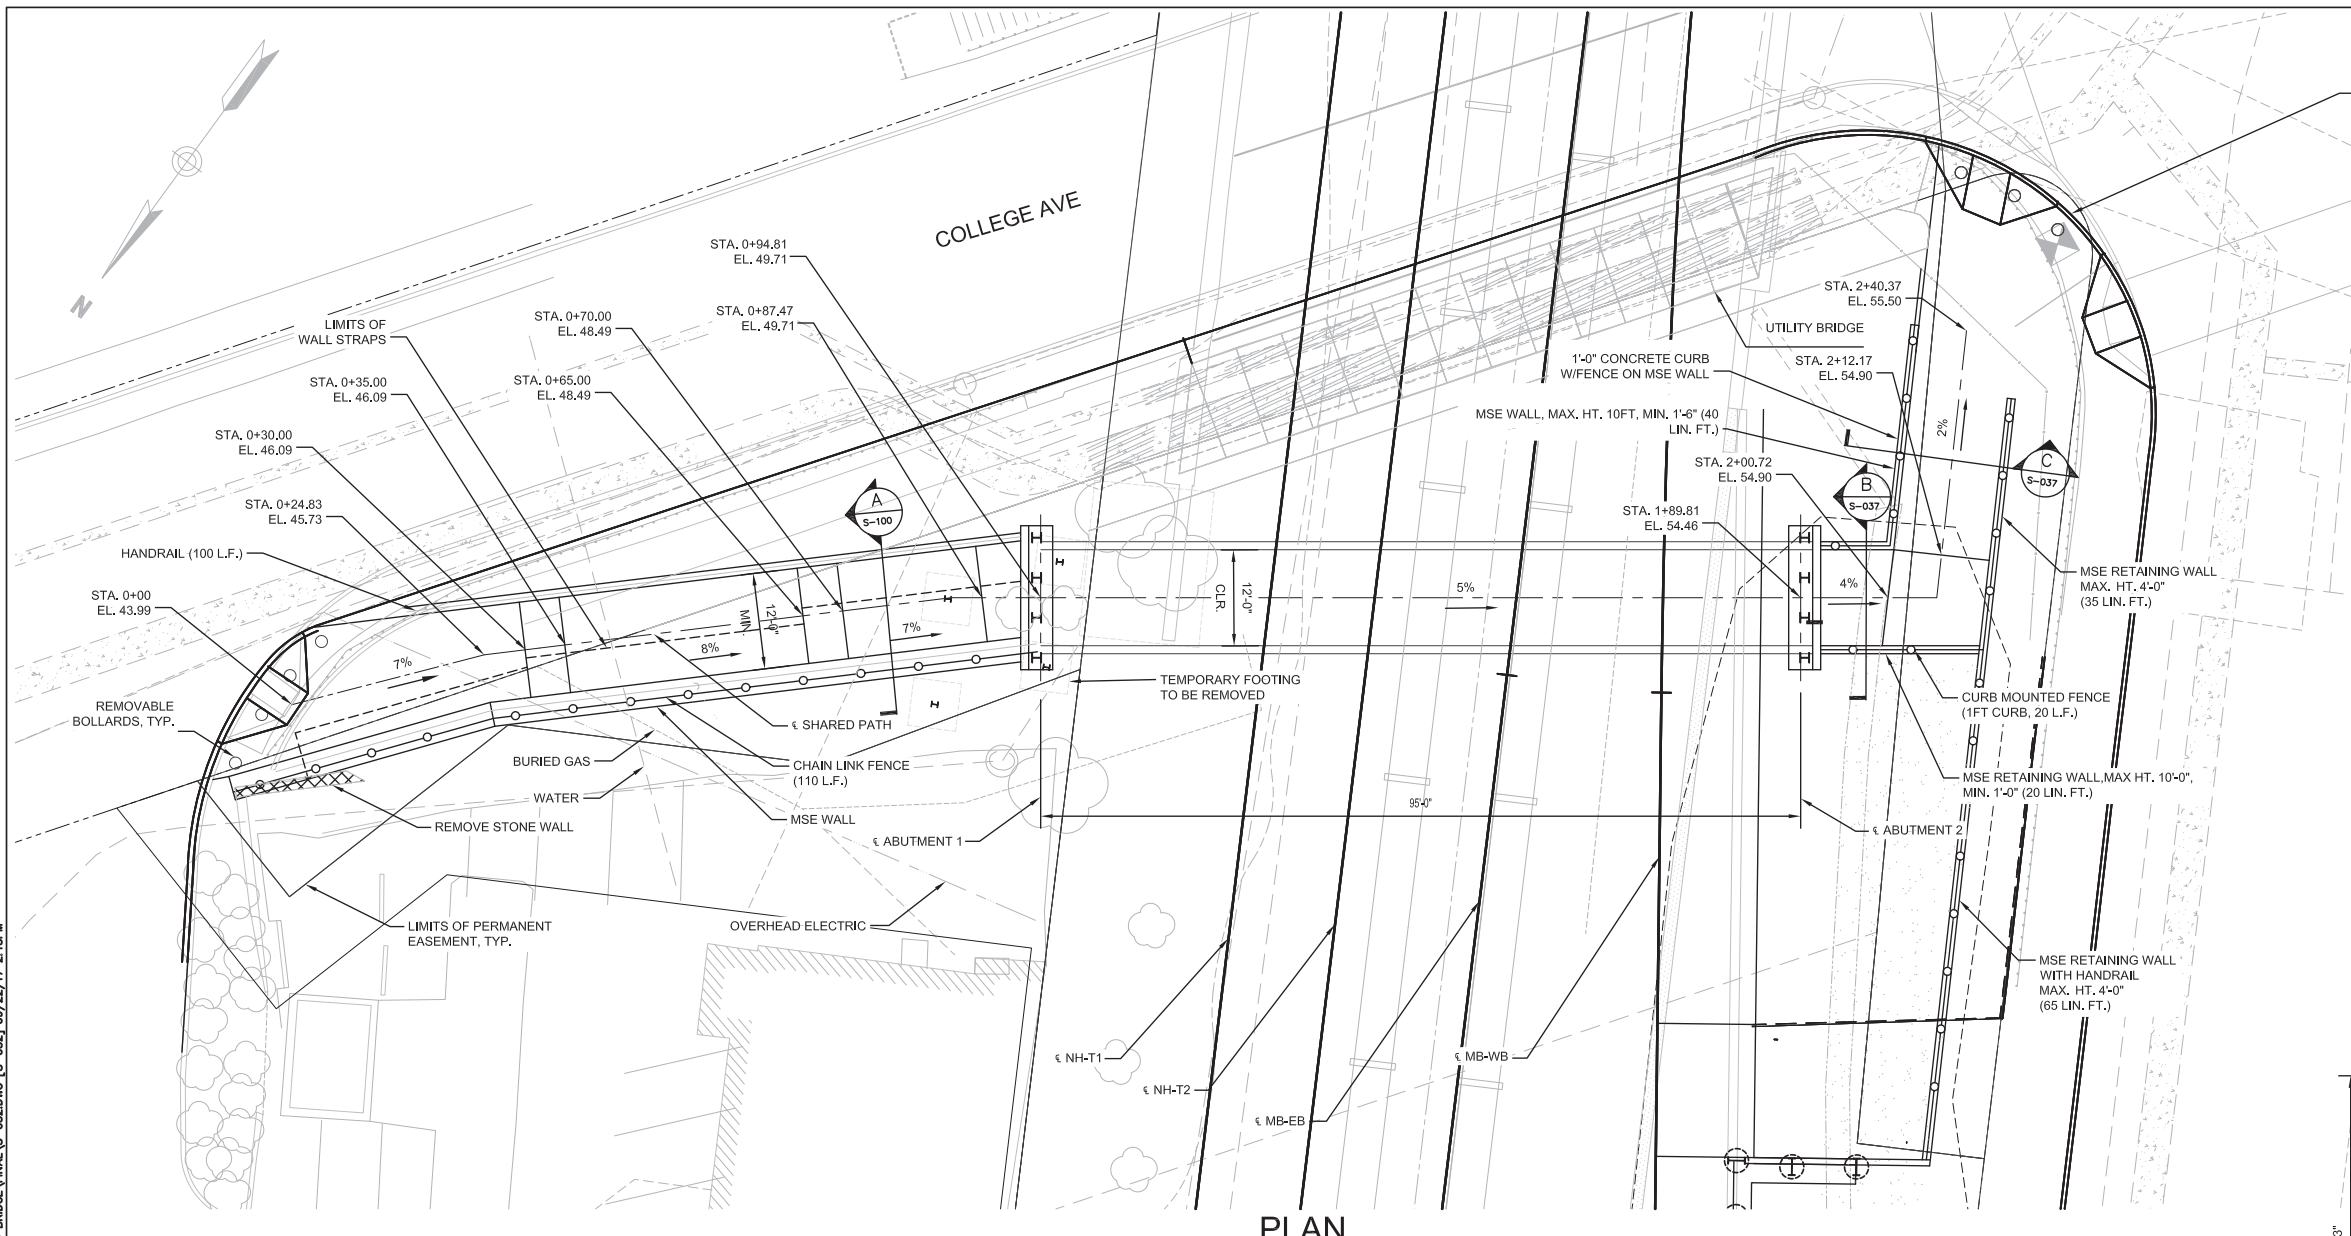 N
COLLEGE AVE
STA. 0+94.81
EL. 49.71
STA. 0+87.47
EL. 49.71
STA. 0+70.00
EL. 48.49
LIMITS OF
WALL STRAPS
STA. 0+65.00
EL. 48.49
STA. 0+35.00
EL. 46.09
STA. 0+30.00
EL. 46.09
STA. 0+24.83
EL. 45.73
HANDRAIL (100 L.F.)
STA. 0+00
EL. 43.99
REMOVABLE
BOLLARDS, TYP.
7%
8%
7%
12'-0"
MIN.
A
S-100
STA. 2+40.37
EL. 55.50
UTILITY BRIDGE
1'-0" CONCRETE CURB
W/FENCE ON MSE WALL
STA. 2+12.17
EL. 54.90
MSE WALL, MAX. HT. 10FT, MIN. 1'-6" (40
LIN. FT.)
STA. 2+00.72
EL. 54.90
STA. 1+89.81
EL. 54.46
2%
B
S-037
C
S-037
5%
12'-0"
CLR.
4%
MSE RETAINING WALL
MAX. HT. 4'-0"
(35 LIN. FT.)
TEMPORARY FOOTING
TO BE REMOVED
CURB MOUNTED FENCE
(1FT CURB, 20 L.F.)
℄ SHARED PATH
BURIED GAS
CHAIN LINK FENCE
(110 L.F.)
WATER
MSE WALL
REMOVE STONE WALL
℄ ABUTMENT 1
95'-0"
MSE RETAINING WALL,MAX HT. 10'-0",
MIN. 1'-0" (20 LIN. FT.)
℄ ABUTMENT 2
LIMITS OF PERMANENT
EASEMENT, TYP.
OVERHEAD ELECTRIC
MSE RETAINING WALL
WITH HANDRAIL
MAX. HT. 4'-0"
(65 LIN. FT.)
℄ NH-T1
℄ NH-T2
℄ MB-EB
℄ MB-WB
PLAN